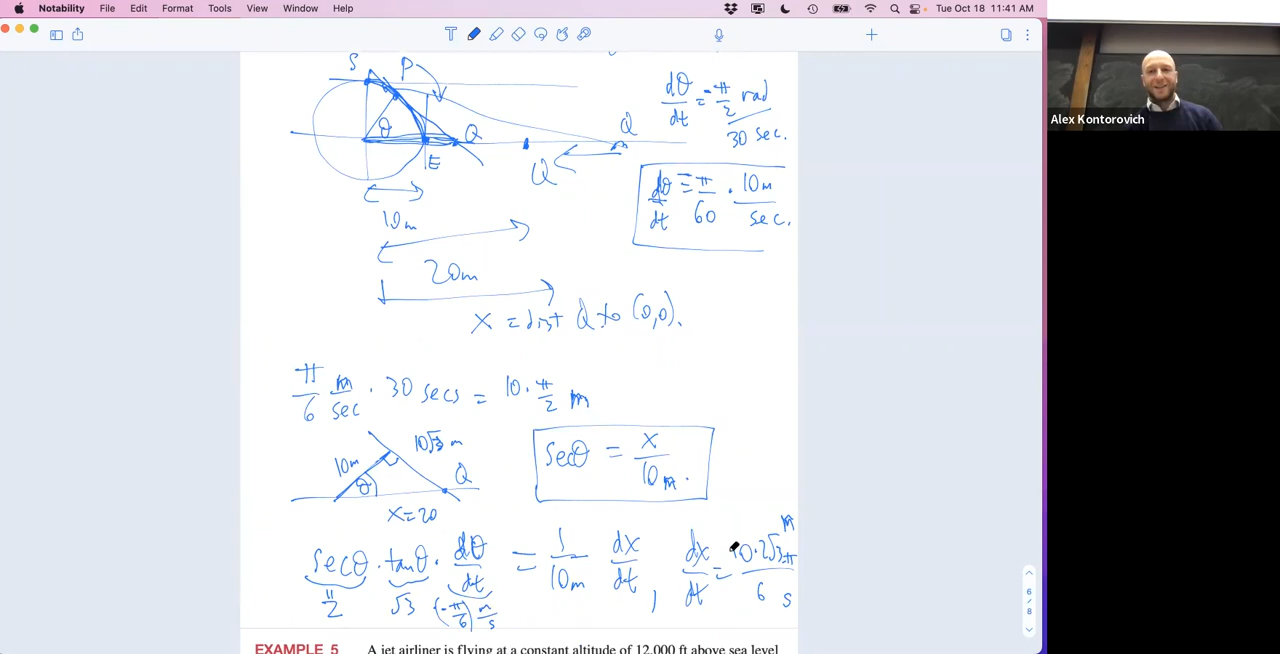 Notability File Edit Format View Tools Window Help
Tue Oct 18 11:41 AM
Alex Kontorovich
S
P
θ
Q
E
Q
Q
dθ/dt = -π/2 rad / 30 sec.
dθ/dt = π/60 · 10m/sec.
10m
20m
x = dist Q to (0,0).
π/6 m/sec · 30 secs = 10 · π/2 m
10m
10√3 m
θ
Q
x=20
secθ = x/10m.
secθ · tanθ · dθ/dt = 1/10m dx/dt , dx/dt = 10·2√3π/6 m/s
2 √3 (-π/6) m/s
6 / 8
EXAMPLE 5 A jet airliner is flying at a constant altitude of 12,000 ft above sea level